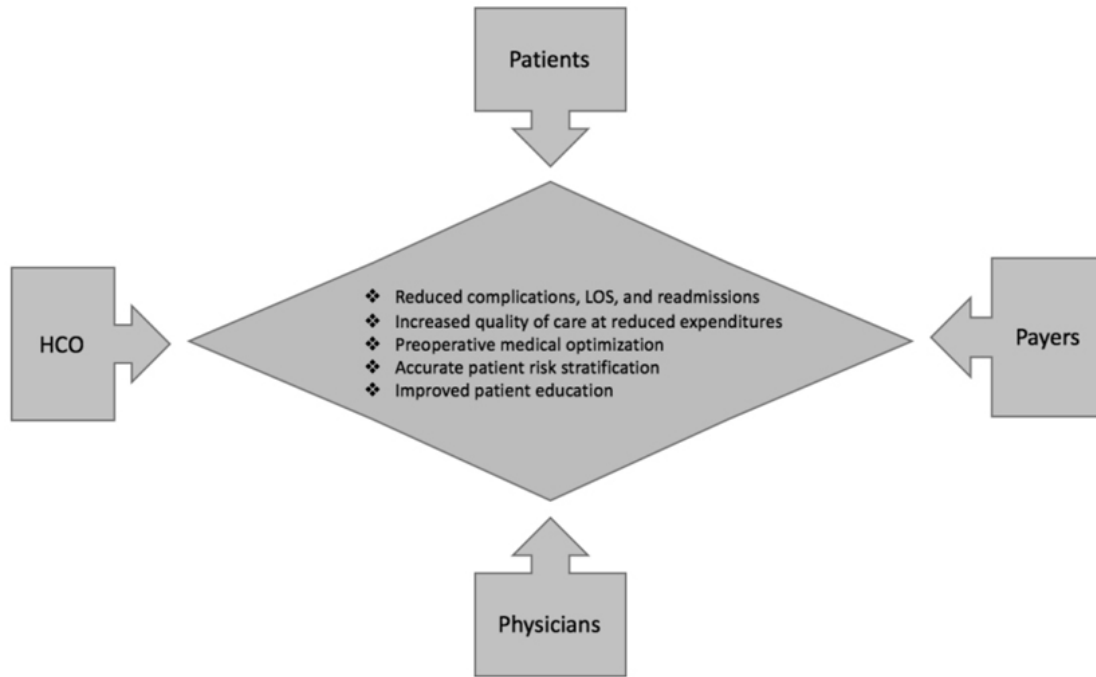 Patients
HCO
❖ Reduced complications, LOS, and readmissions
❖ Increased quality of care at reduced expenditures
❖ Preoperative medical optimization
❖ Accurate patient risk stratification
❖ Improved patient education
Payers
Physicians